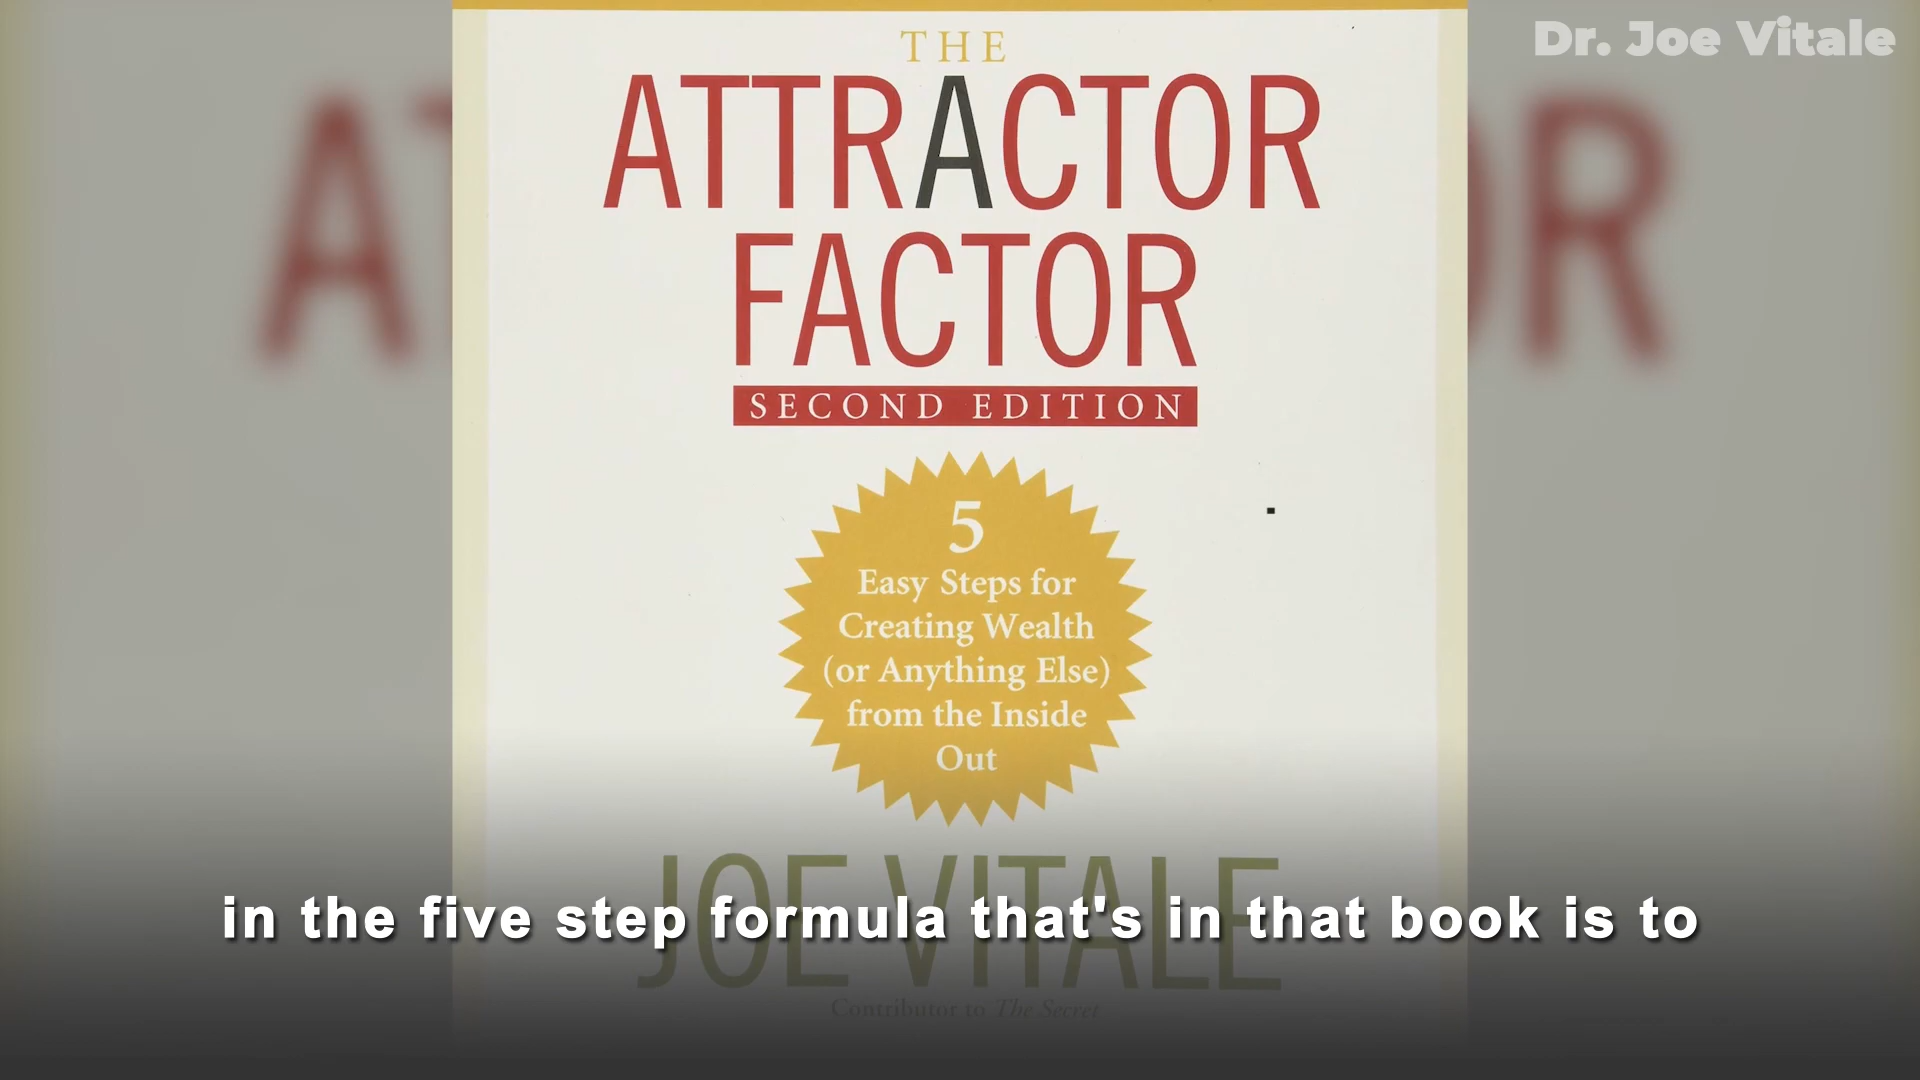 Dr. Joe Vitale
THE
ATTRACTOR
FACTOR
SECOND EDITION
5
Easy Steps for
Creating Wealth
(or Anything Else)
from the Inside
Out
JOE VITALE
in the five step formula that's in that book is to
Contributor to The Secret